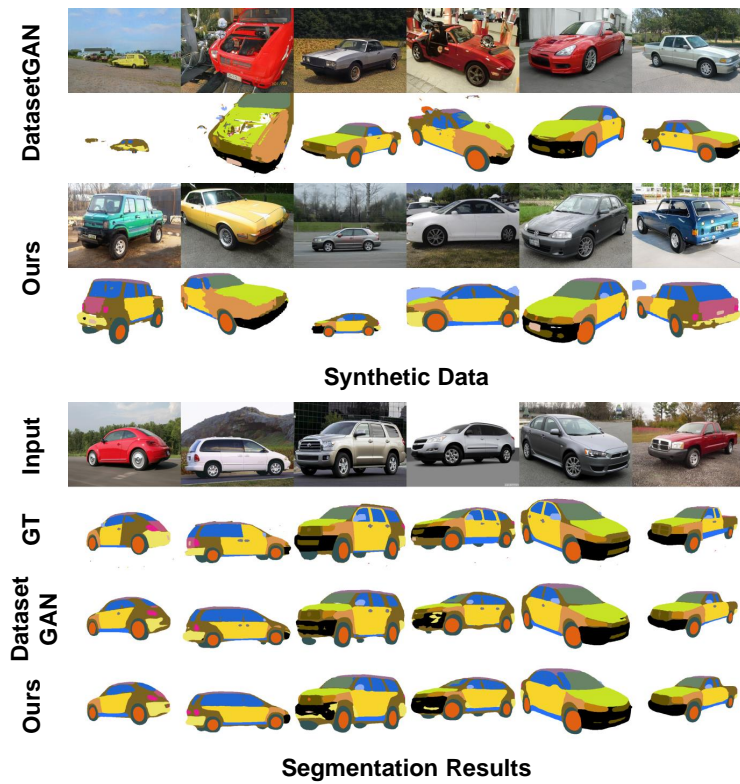 DatasetGAN
Ours
Synthetic Data
Input
GT
Dataset
GAN
Ours
Segmentation Results